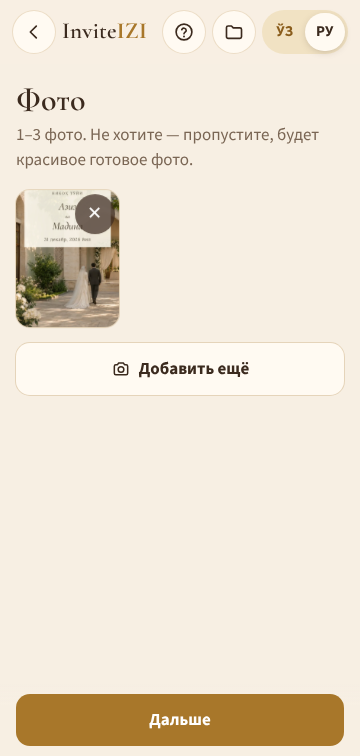 InviteIZI
ЎЗ
РУ
Фото
1–3 фото. Не хотите — пропустите, будет
красивое готовое фото.
Добавить ещё
Дальше